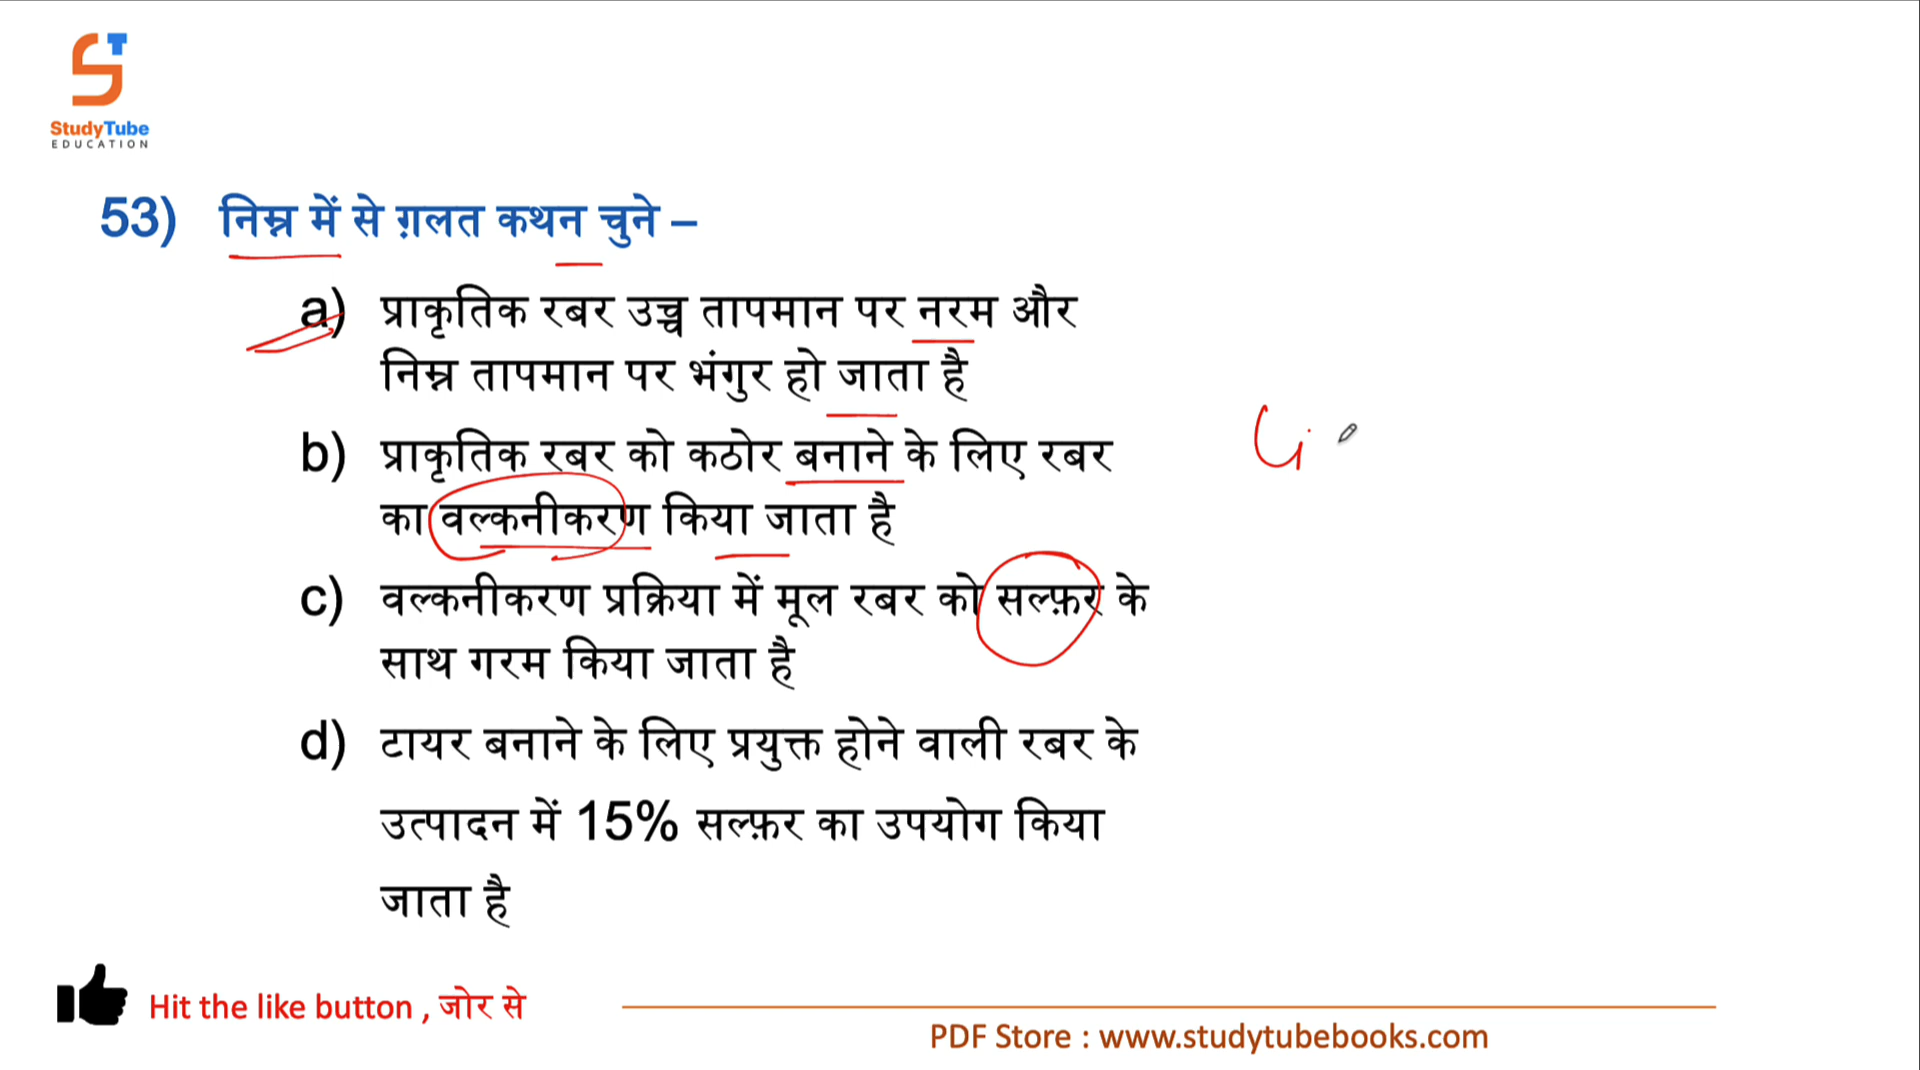 StudyTube
EDUCATION
53) निम्न में से ग़लत कथन चुने –
a) प्राकृतिक रबर उच्च तापमान पर नरम और
निम्न तापमान पर भंगुर हो जाता है
b) प्राकृतिक रबर को कठोर बनाने के लिए रबर
का वल्कनीकरण किया जाता है
c) वल्कनीकरण प्रक्रिया में मूल रबर को सल्फ़र के
साथ गरम किया जाता है
d) टायर बनाने के लिए प्रयुक्त होने वाली रबर के
उत्पादन में 15% सल्फ़र का उपयोग किया
जाता है
Hit the like button , जोर से
PDF Store : www.studytubebooks.com